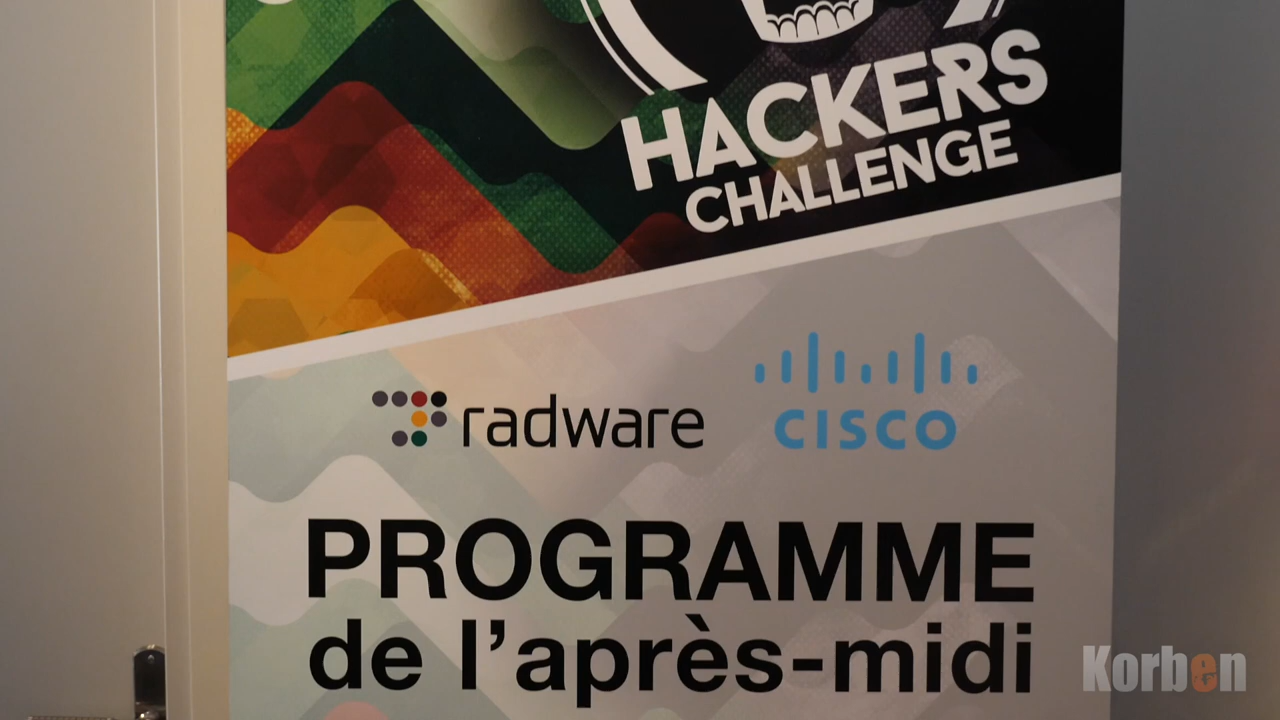 HACKERS
CHALLENGE
radware
CISCO
PROGRAMME
de l'après-midi
Korben